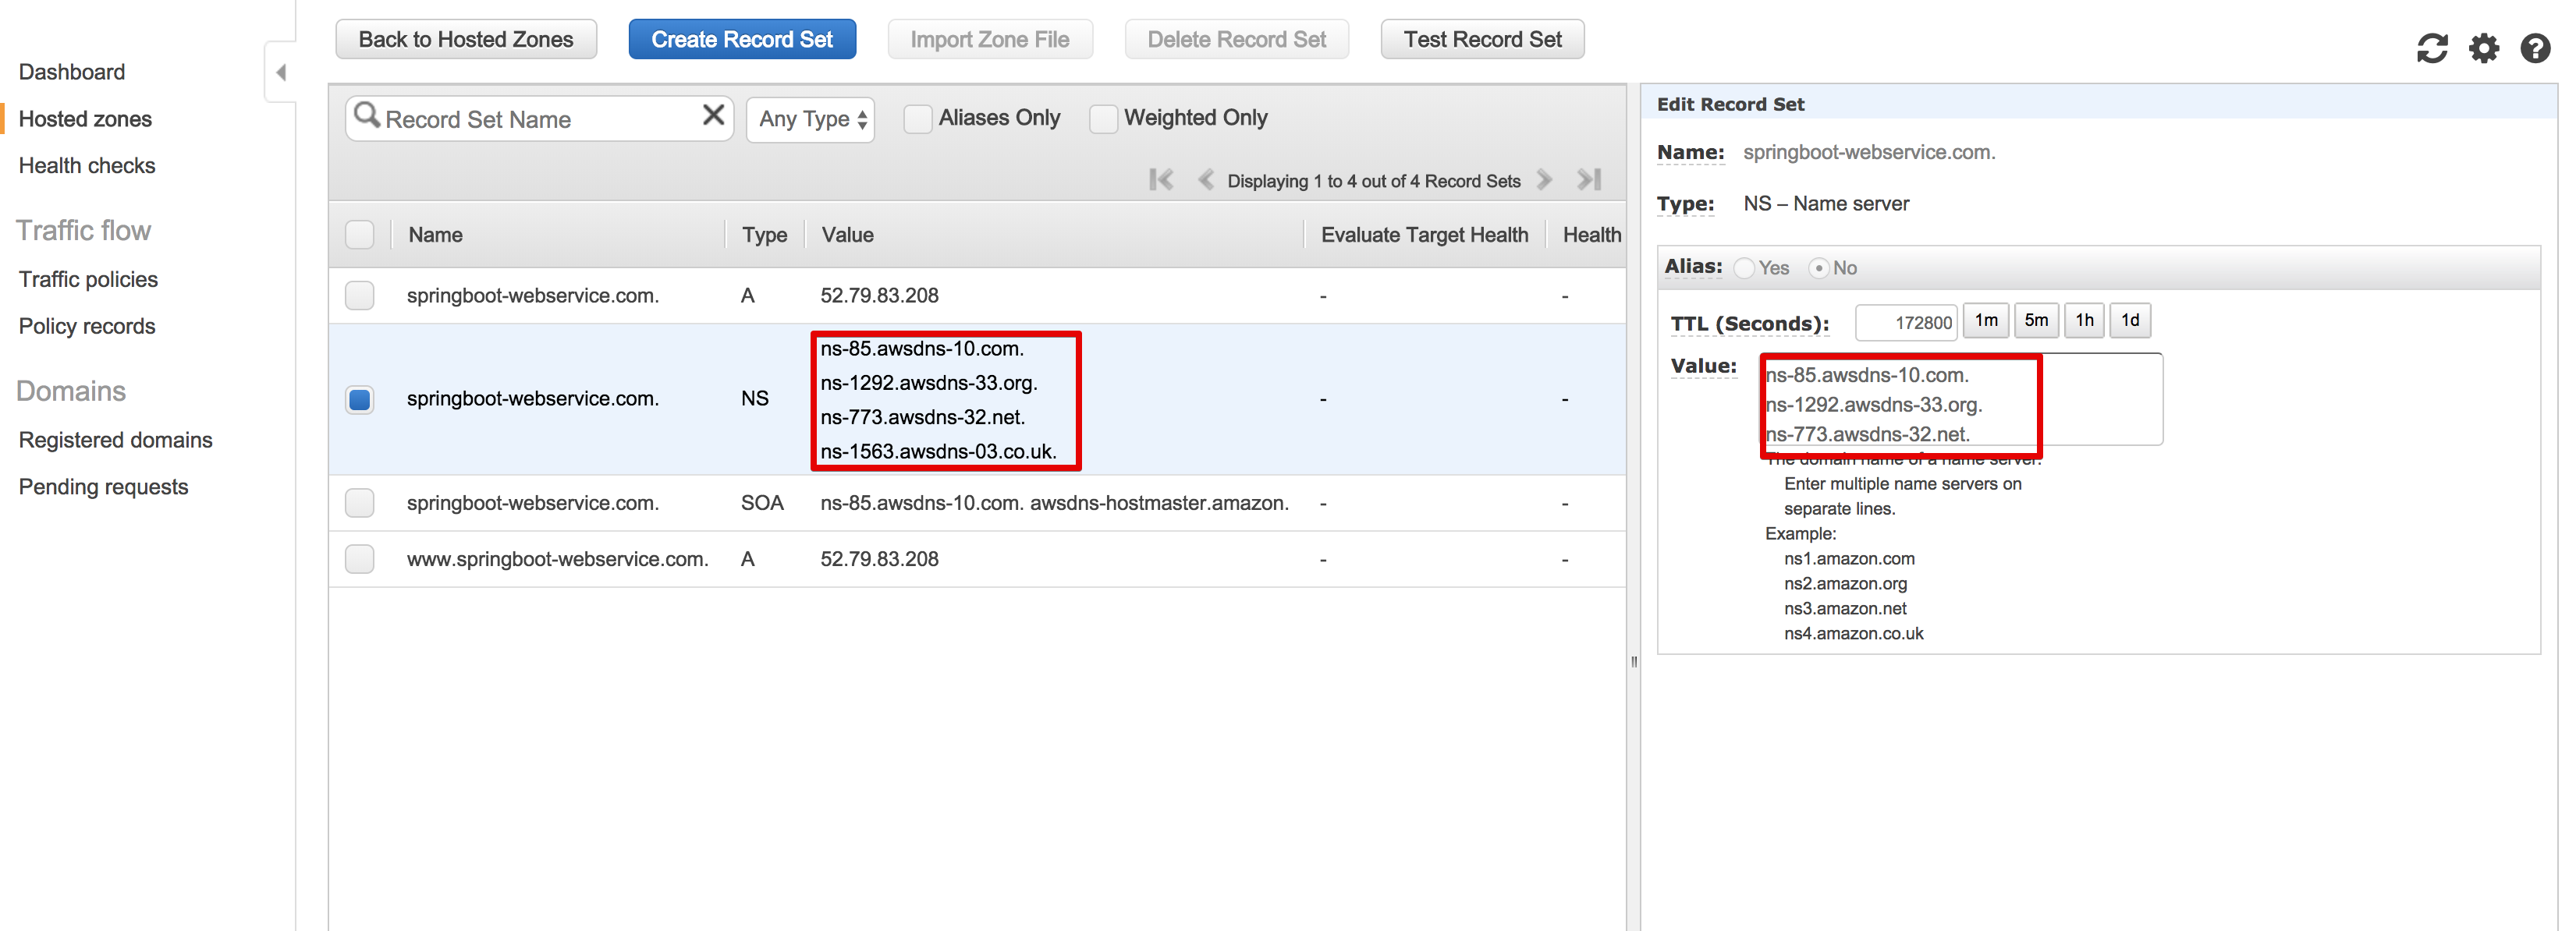 Back to Hosted Zones
Create Record Set
Import Zone File
Delete Record Set
Test Record Set
Dashboard
Hosted zones
Health checks
Traffic flow
Traffic policies
Policy records
Domains
Registered domains
Pending requests
Record Set Name
Any Type
Aliases Only
Weighted Only
Displaying 1 to 4 out of 4 Record Sets
Name Type Value Evaluate Target Health Health
springboot-webservice.com. A 52.79.83.208 - -
springboot-webservice.com. NS
ns-85.awsdns-10.com.
ns-1292.awsdns-33.org.
ns-773.awsdns-32.net.
ns-1563.awsdns-03.co.uk.
- -
springboot-webservice.com. SOA ns-85.awsdns-10.com. awsdns-hostmaster.amazon. - -
www.springboot-webservice.com. A 52.79.83.208 - -
Edit Record Set
Name: springboot-webservice.com.
Type: NS – Name server
Alias: Yes No
TTL (Seconds): 172800 1m 5m 1h 1d
Value:
ns-85.awsdns-10.com.
ns-1292.awsdns-33.org.
ns-773.awsdns-32.net.
The domain name of a name server.
Enter multiple name servers on
separate lines.
Example:
ns1.amazon.com
ns2.amazon.org
ns3.amazon.net
ns4.amazon.co.uk